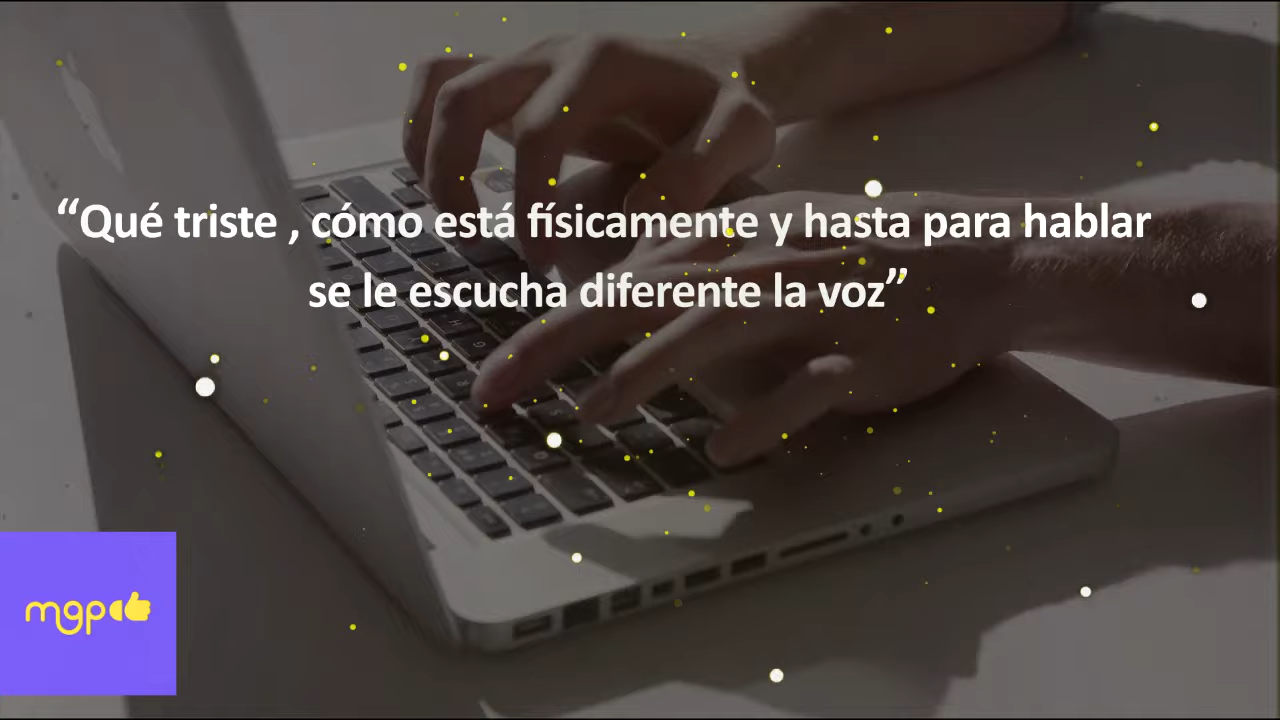 “Qué triste , cómo está físicamente y hasta para hablar
se le escucha diferente la voz”
mgp